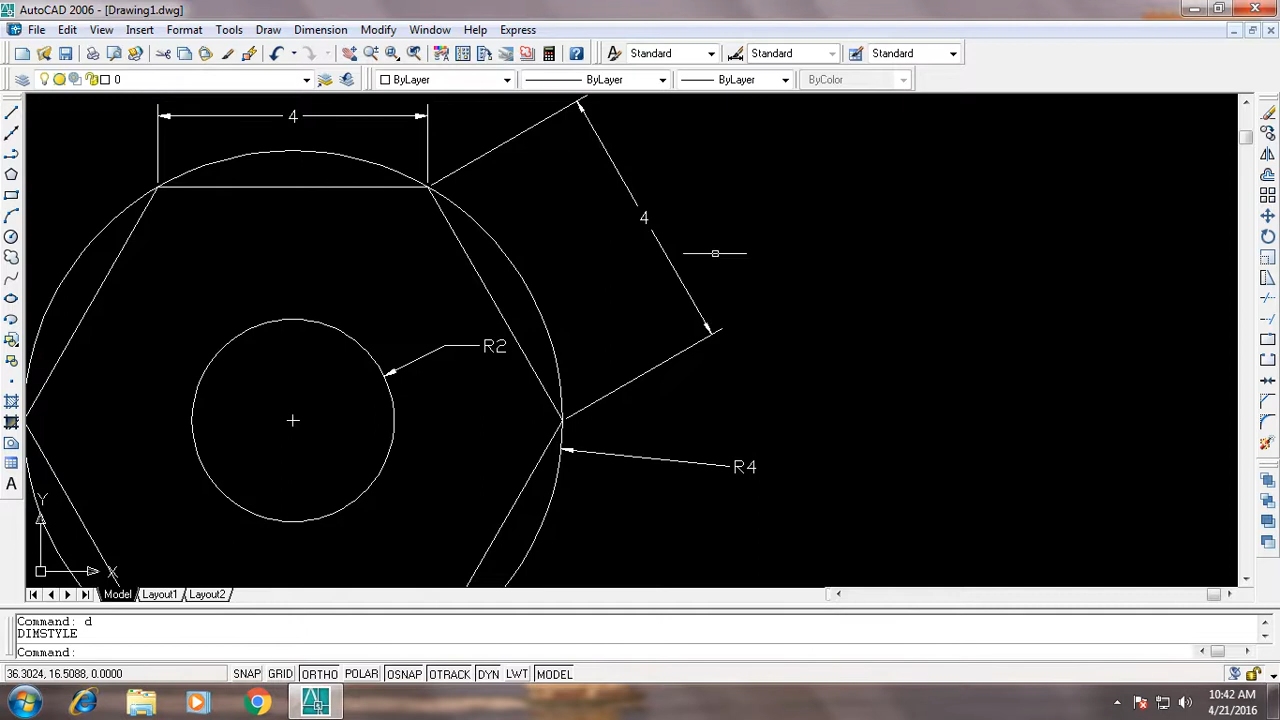 AutoCAD 2006 - [Drawing1.dwg]
File Edit View Insert Format Tools Draw Dimension Modify Window Help Express
Standard Standard Standard
0 ByLayer ByLayer ByLayer ByColor
4
4
R2
R4
Y
X
A
Model Layout1 Layout2
Command: d
DIMSTYLE
Command:
36.3024, 16.5088, 0.0000 SNAP GRID ORTHO POLAR OSNAP OTRACK DYN LWT MODEL
10:42 AM
4/21/2016